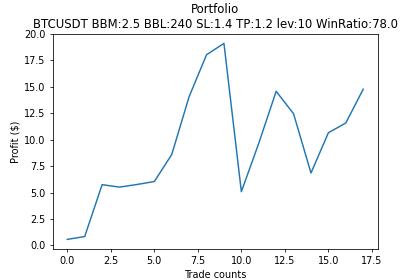 Portfolio
BTCUSDT BBM:2.5 BBL:240 SL:1.4 TP:1.2 lev:10 WinRatio:78.0
20.0
17.5
15.0
12.5
10.0
7.5
5.0
2.5
0.0
Profit ($)
0.0 2.5 5.0 7.5 10.0 12.5 15.0 17.5
Trade counts